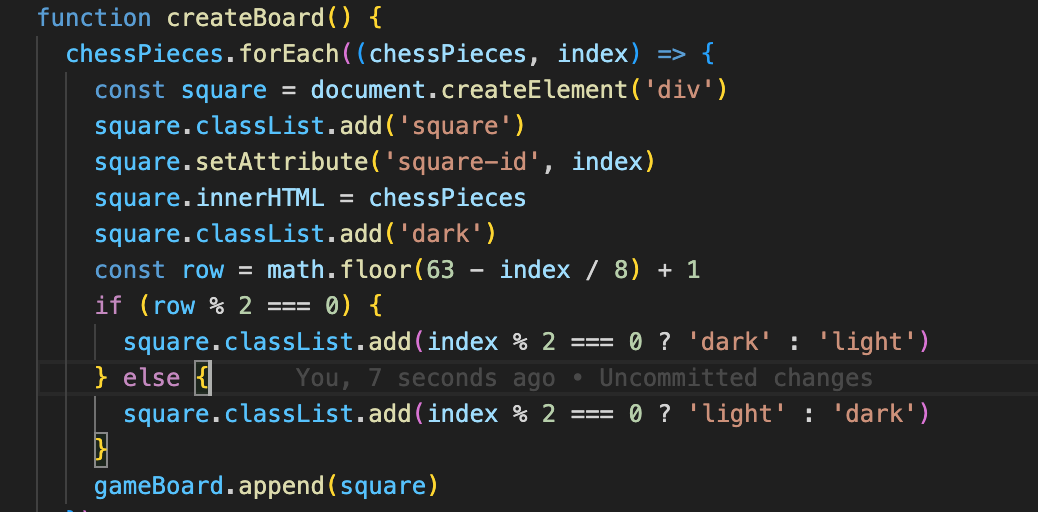 function createBoard() {
chessPieces.forEach((chessPieces, index) => {
const square = document.createElement('div')
square.classList.add('square')
square.setAttribute('square-id', index)
square.innerHTML = chessPieces
square.classList.add('dark')
const row = math.floor(63 - index / 8) + 1
if (row % 2 === 0) {
square.classList.add(index % 2 === 0 ? 'dark' : 'light')
} else { You, 7 seconds ago • Uncommitted changes
square.classList.add(index % 2 === 0 ? 'light' : 'dark')
}
gameBoard.append(square)